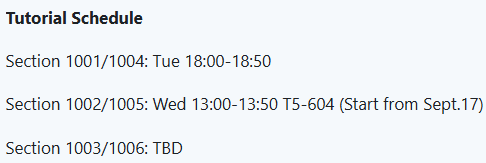 Tutorial Schedule
Section 1001/1004: Tue 18:00-18:50
Section 1002/1005: Wed 13:00-13:50 T5-604 (Start from Sept.17)
Section 1003/1006: TBD